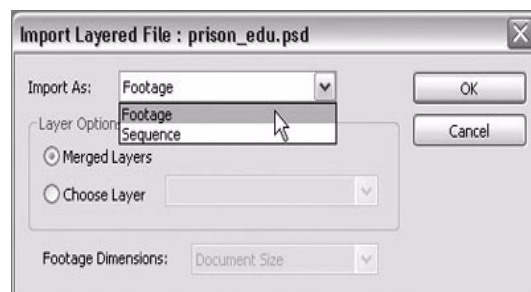 Import Layered File : prison_edu.psd
Import As: Footage
OK
Footage
Layer Option
Sequence
Cancel
Merged Layers
Choose Layer
Footage Dimensions: Document Size